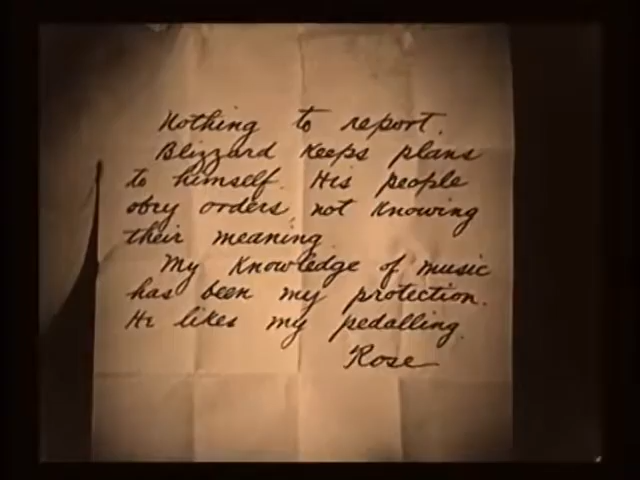 Nothing to report.
Blizzard keeps plans
to himself. His people
obey orders, not knowing
their meaning.
My knowledge of music
has been my protection.
He likes my pedalling.
Rose